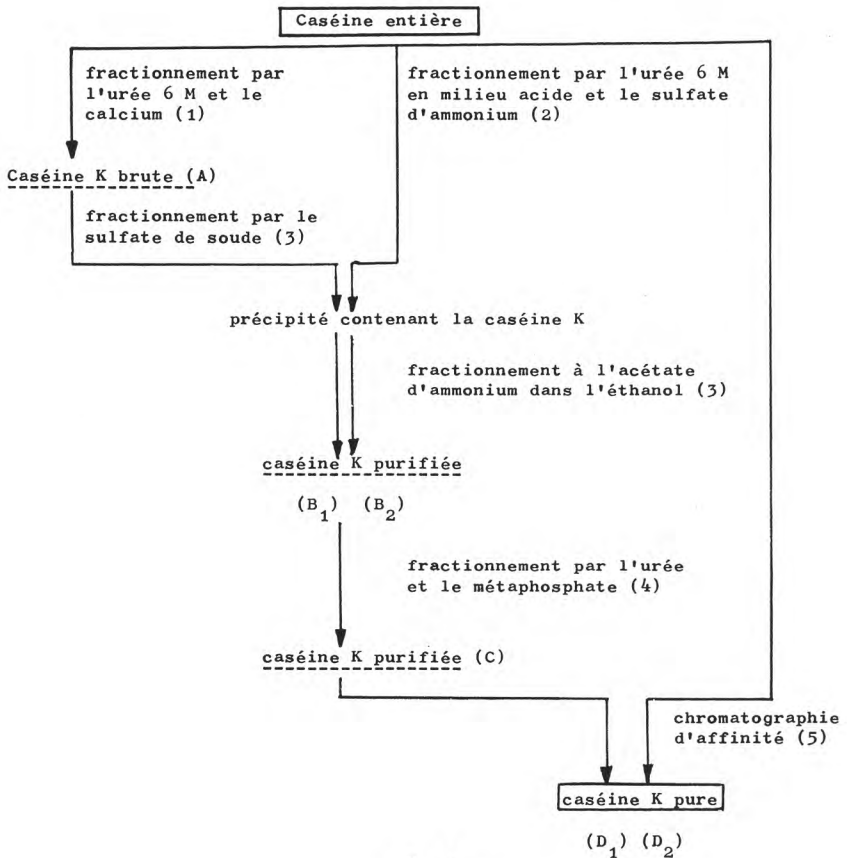 Caséine entière
fractionnement par
l'urée 6 M et le
calcium (1)
fractionnement par l'urée 6 M
en milieu acide et le sulfate
d'ammonium (2)
Caséine K brute (A)
fractionnement par le
sulfate de soude (3)
précipité contenant la caséine K
fractionnement à l'acétate
d'ammonium dans l'éthanol (3)
caséine K purifiée
(B1) (B2)
fractionnement par l'urée
et le métaphosphate (4)
caséine K purifiée (C)
chromatographie
d'affinité (5)
caséine K pure
(D1) (D2)